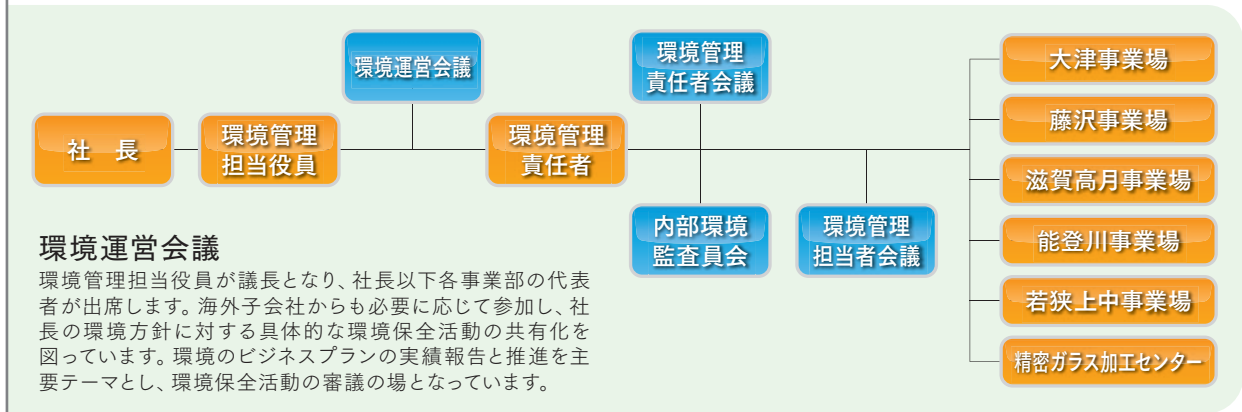 環境運営会議
環境管理
責任者会議
社　長
環境管理
担当役員
環境管理
責任者
内部環境
監査員会
環境管理
担当者会議
大津事業場
藤沢事業場
滋賀高月事業場
能登川事業場
若狭上中事業場
精密ガラス加工センター
環境運営会議
環境管理担当役員が議長となり、社長以下各事業部の代表
者が出席します。海外子会社からも必要に応じて参加し、社
長の環境方針に対する具体的な環境保全活動の共有化を
図っています。環境のビジネスプランの実績報告と推進を主
要テーマとし、環境保全活動の審議の場となっています。